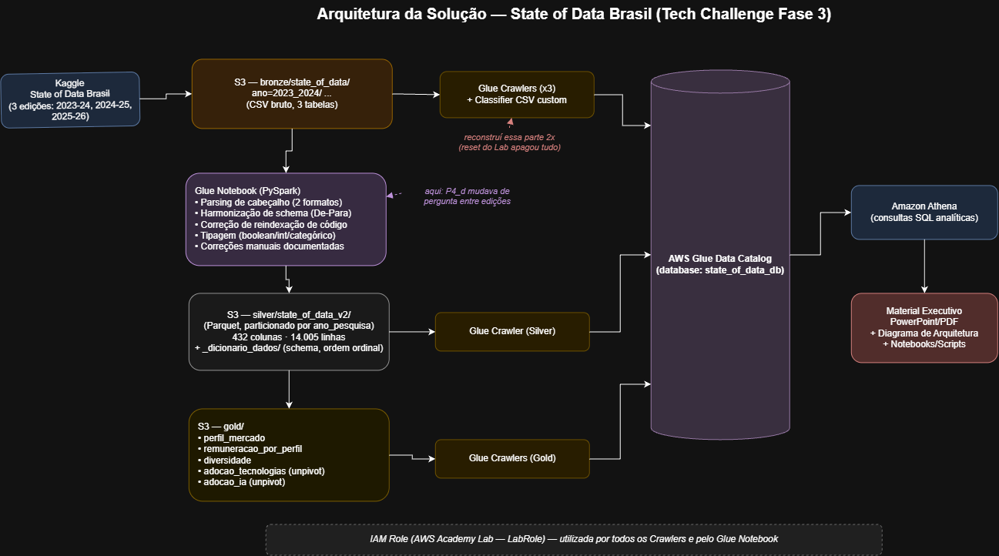 Arquitetura da Solução — State of Data Brasil (Tech Challenge Fase 3)
Kaggle
State of Data Brasil
(3 edições: 2023-24, 2024-25,
2025-26)
S3 — bronze/state_of_data/
ano=2023_2024/ ...
(CSV bruto, 3 tabelas)
Glue Crawlers (x3)
+ Classifier CSV custom
reconstruí essa parte 2x
(reset do Lab apagou tudo)
Glue Notebook (PySpark)
• Parsing de cabeçalho (2 formatos)
• Harmonização de schema (De-Para)
• Correção de reindexação de código
• Tipagem (boolean/int/categórico)
• Correções manuais documentadas
aqui: P4_d mudava de
pergunta entre edições
AWS Glue Data Catalog
(database: state_of_data_db)
Amazon Athena
(consultas SQL analíticas)
S3 — silver/state_of_data_v2/
(Parquet, particionado por ano_pesquisa)
432 colunas · 14.005 linhas
+ _dicionario_dados/ (schema, ordem ordinal)
Glue Crawler (Silver)
Material Executivo
PowerPoint/PDF
+ Diagrama de Arquitetura
+ Notebooks/Scripts
S3 — gold/
• perfil_mercado
• remuneracao_por_perfil
• diversidade
• adocao_tecnologias (unpivot)
• adocao_ia (unpivot)
Glue Crawlers (Gold)
IAM Role (AWS Academy Lab — LabRole) — utilizada por todos os Crawlers e pelo Glue Notebook